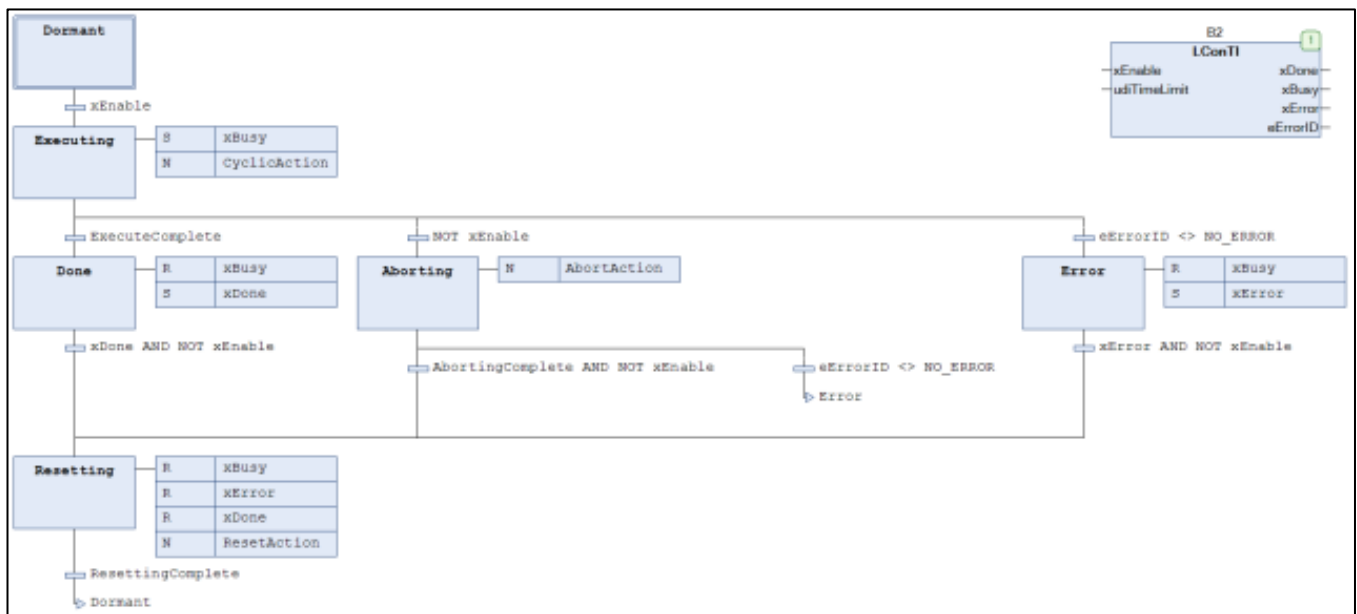 Dormant
B2
1
LConTl
xEnable xDone
udiTimeLimit xBusy
xError
eErrorID
xEnable
Executing S xBusy
N CyclicAction
ExecuteComplete NOT xEnable eErrorID <> NO_ERROR
Done R xBusy Aborting N AbortAction Error R xBusy
S xDone S xError
xDone AND NOT xEnable xError AND NOT xEnable
AbortingComplete AND NOT xEnable eErrorID <> NO_ERROR
Error
Resetting R xBusy
R xError
R xDone
N ResetAction
ResettingComplete
Dormant